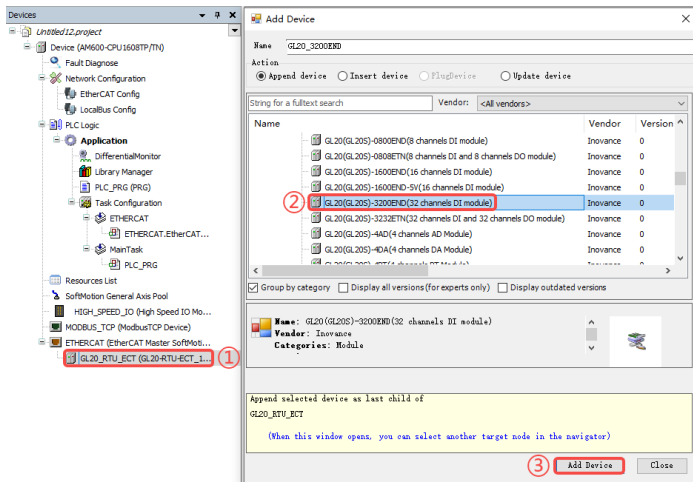 Devices
Untitled12.project
Device (AM600-CPU1608TP/TN)
Fault Diagnose
Network Configuration
EtherCAT Config
LocalBus Config
PLC Logic
Application
DifferentialMonitor
Library Manager
PLC_PRG (PRG)
Task Configuration
ETHERCAT
ETHERCAT.EtherCAT...
MainTask
PLC_PRG
Resources List
SoftMotion General Axis Pool
HIGH_SPEED_IO (High Speed IO Mo...
MODBUS_TCP (ModbusTCP Device)
ETHERCAT (EtherCAT Master SoftMoti...
GL20_RTU_ECT (GL20-RTU-ECT_1... ①
Add Device
Name GL20_3200END
Action
Append device Insert device PlugDevice Update device
String for a fulltext search Vendor: <All vendors>
Name Vendor Version
GL20(GL20S)-0800END(8 channels DI module) Inovance 0
GL20(GL20S)-0808ETN(8 channels DI and 8 channels DO module) Inovance 0
GL20(GL20S)-1600END(16 channels DI module) Inovance 0
GL20(GL20S)-1600END-5V(16 channels DI module) Inovance 0
② GL20(GL20S)-3200END(32 channels DI module) Inovance 0
GL20(GL20S)-3232ETN(32 channels DI and 32 channels DO module) Inovance 0
GL20(GL20S)-4AD(4 channels AD Module) Inovance 0
GL20(GL20S)-4DA(4 channels DA Module) Inovance 0
GL20(GL20S)-4PT(4 channels PT Module) Inovance 0
Group by category Display all versions (for experts only) Display outdated versions
Name: GL20(GL20S)-3200END(32 channels DI module)
Vendor: Inovance
Categories: Module
Append selected device as last child of
GL20_RTU_ECT
(When this window opens, you can select another target node in the navigator)
③ Add Device Close